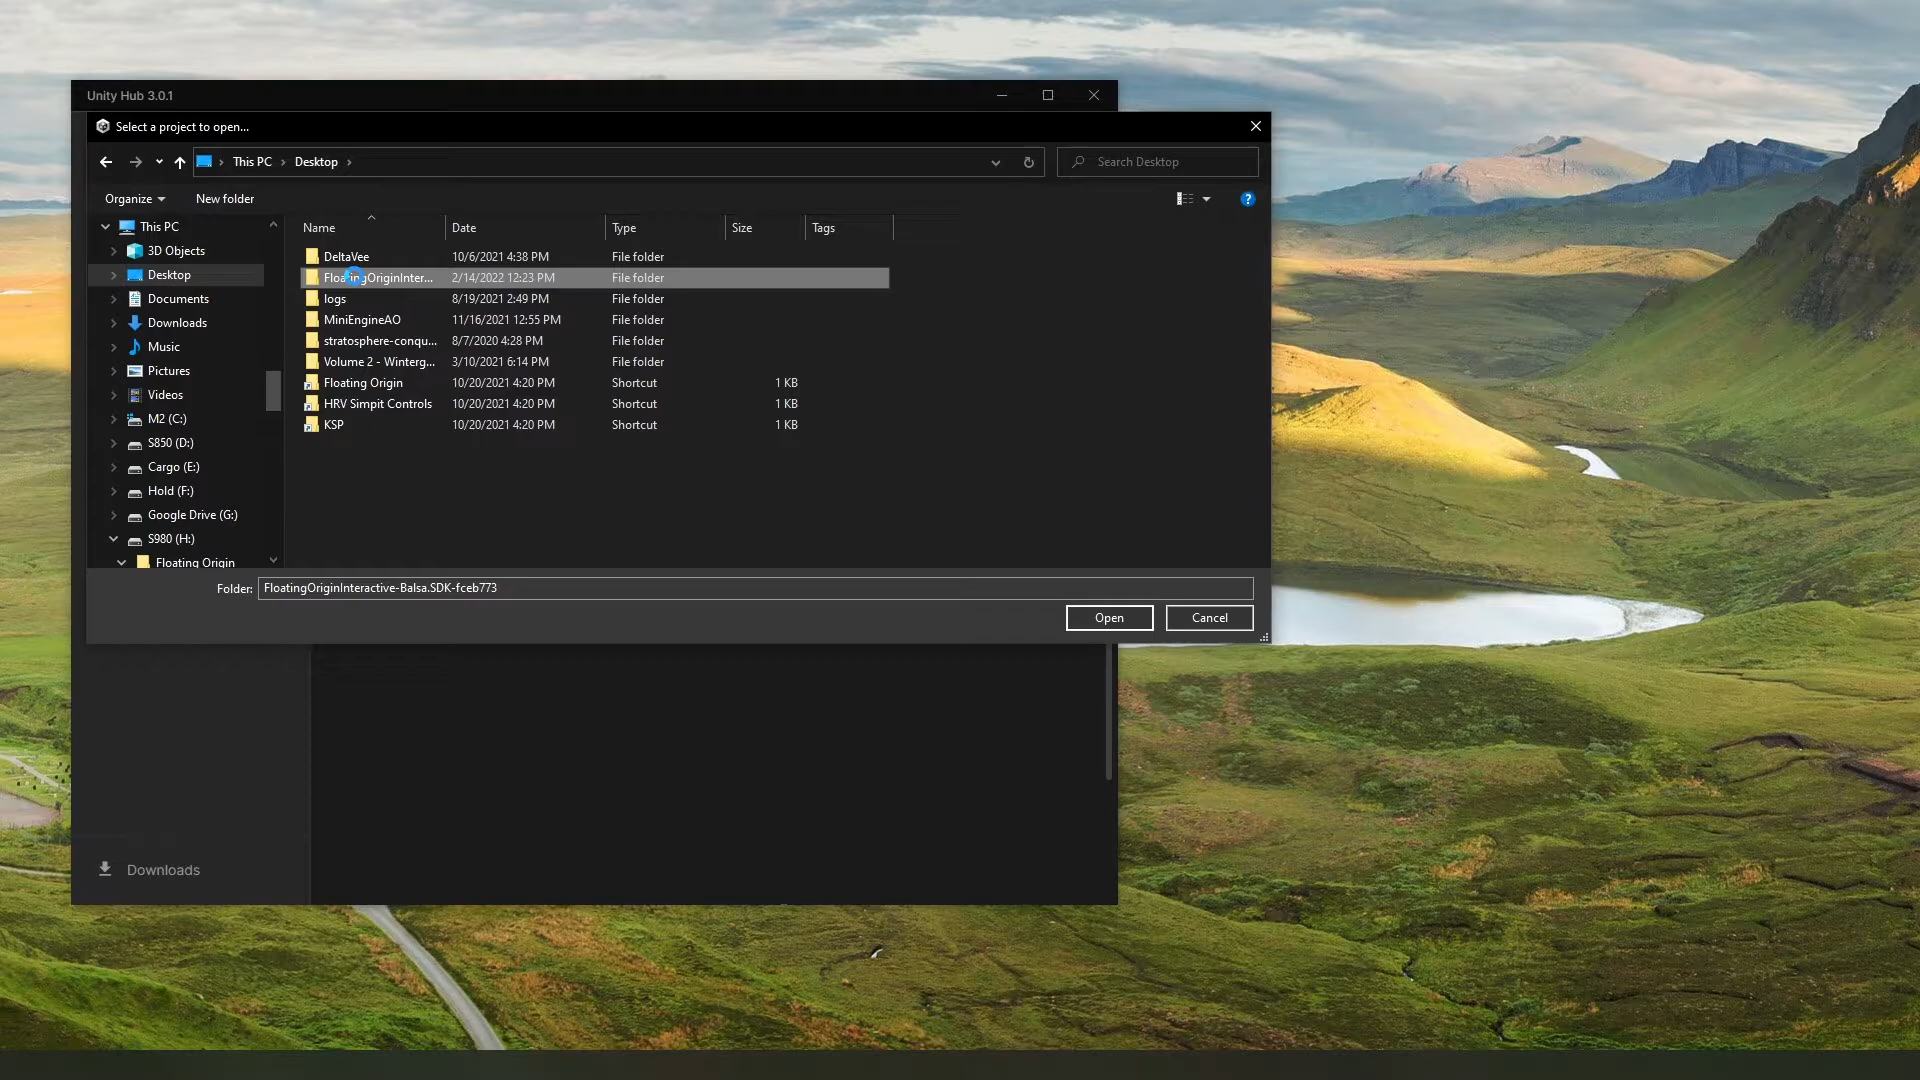 Unity Hub 3.0.1
Select a project to open...
This PC
Desktop
Search Desktop
Organize
New folder
?
This PC
3D Objects
Desktop
Documents
Downloads
Music
Pictures
Videos
M2 (C:)
S850 (D:)
Cargo (E:)
Hold (F:)
Google Drive (G:)
S980 (H:)
Floating Origin
Name Date Type Size Tags
DeltaVee 10/6/2021 4:38 PM File folder
FloatingOriginInter... 2/14/2022 12:23 PM File folder
logs 8/19/2021 2:49 PM File folder
MiniEngineAO 11/16/2021 12:55 PM File folder
stratosphere-conqu... 8/7/2020 4:28 PM File folder
Volume 2 - Winterg... 3/10/2021 6:14 PM File folder
Floating Origin 10/20/2021 4:20 PM Shortcut 1 KB
HRV Simpit Controls 10/20/2021 4:20 PM Shortcut 1 KB
KSP 10/20/2021 4:20 PM Shortcut 1 KB
Folder: FloatingOriginInteractive-Balsa.SDK-fceb773
Open
Cancel
Downloads